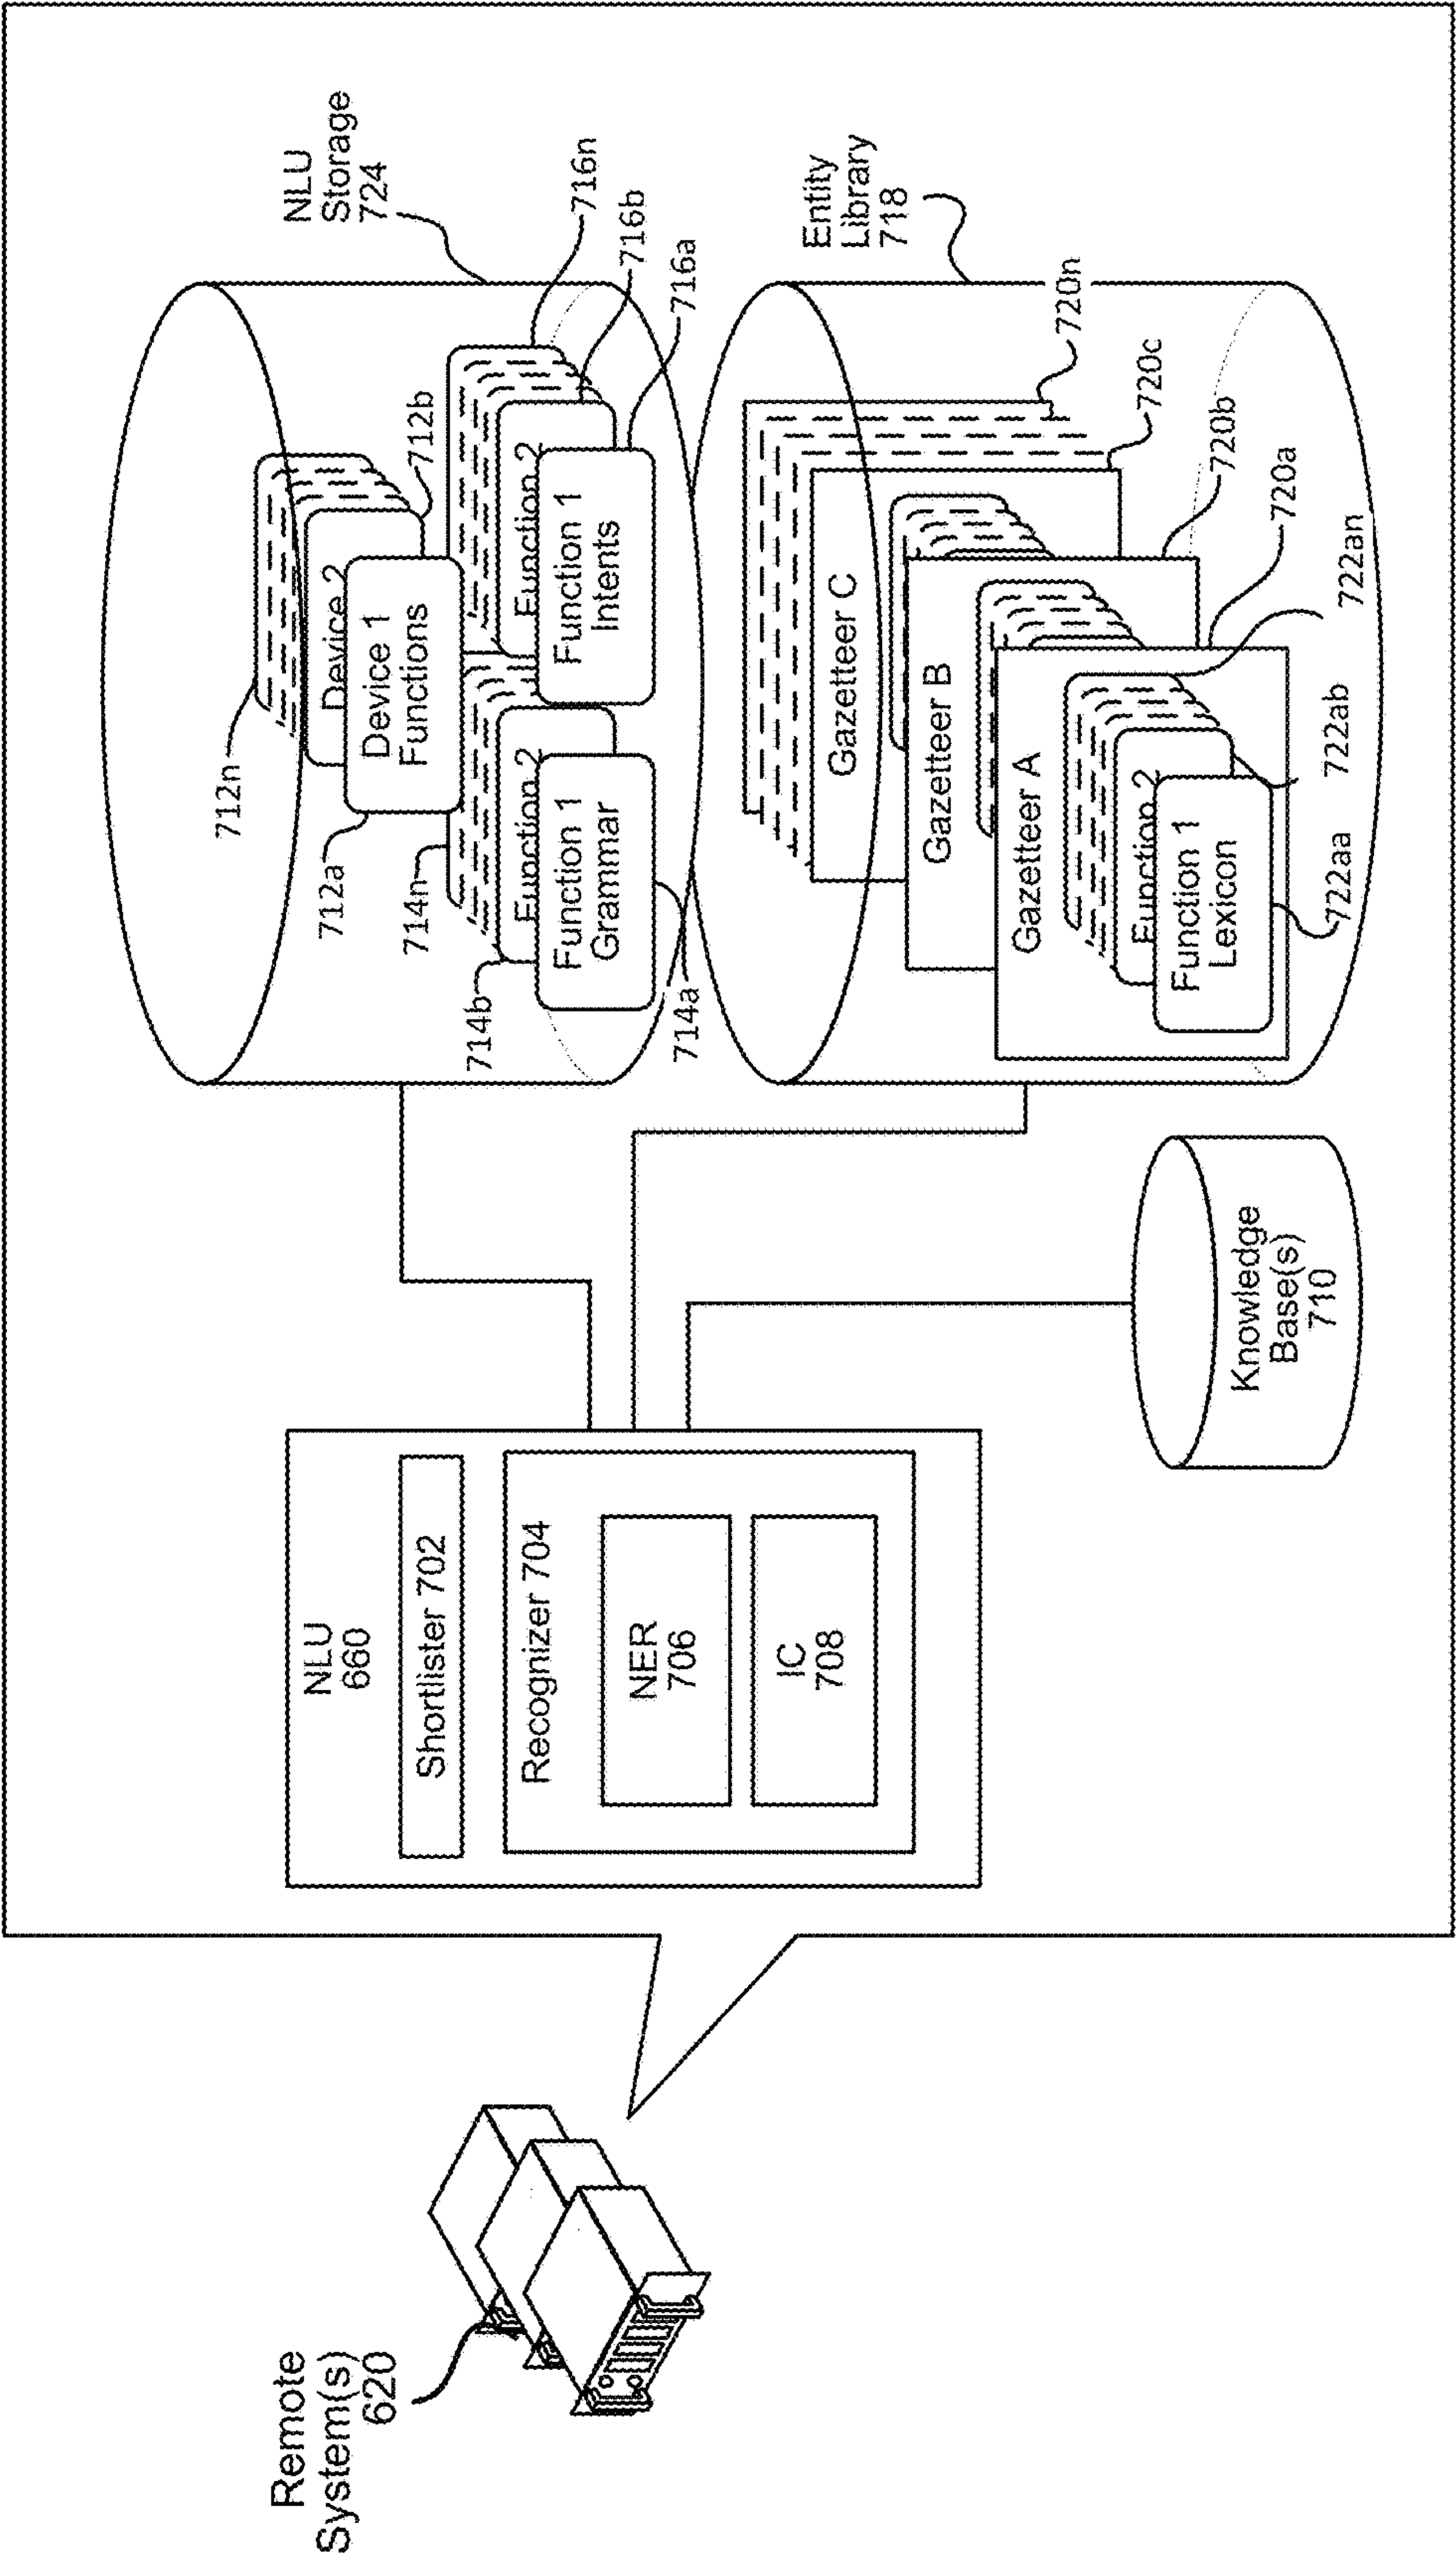 Remote
System(s)
620
NLU
660
Shortlister 702
Recognizer 704
NER
706
IC
708
Knowledge
Base(s)
710
NLU
Storage
724
712n
Device 2
712b
Device 1
Functions
712a
714n
Function 2
714b
Function 1
Grammar
714a
716n
716b
716a
Function 2
Function 1
Intents
Entity
Library
718
720n
720c
720b
720a
Gazetteer C
Gazetteer B
Gazetteer A
Function 2
Function 1
Lexicon
722an
722ab
722aa